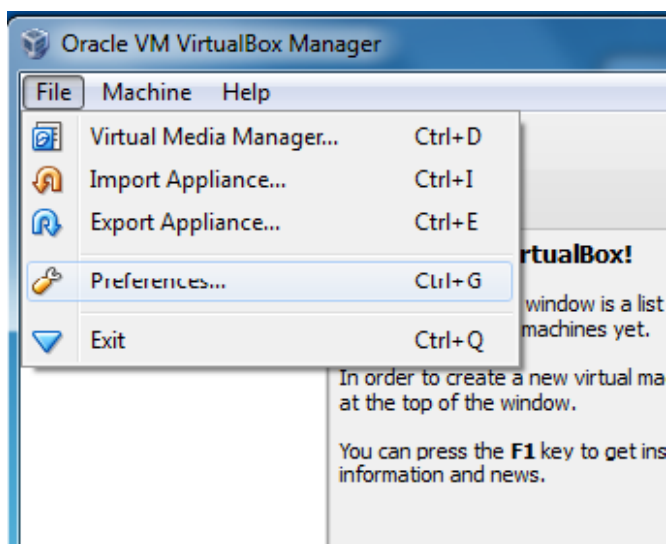 Oracle VM VirtualBox Manager
File Machine Help
Virtual Media Manager... Ctrl+D
Import Appliance... Ctrl+I
Export Appliance... Ctrl+E
Preferences... Ctrl+G
Exit Ctrl+Q
rtualBox!
window is a list
machines yet.
In order to create a new virtual ma
at the top of the window.
You can press the F1 key to get ins
information and news.